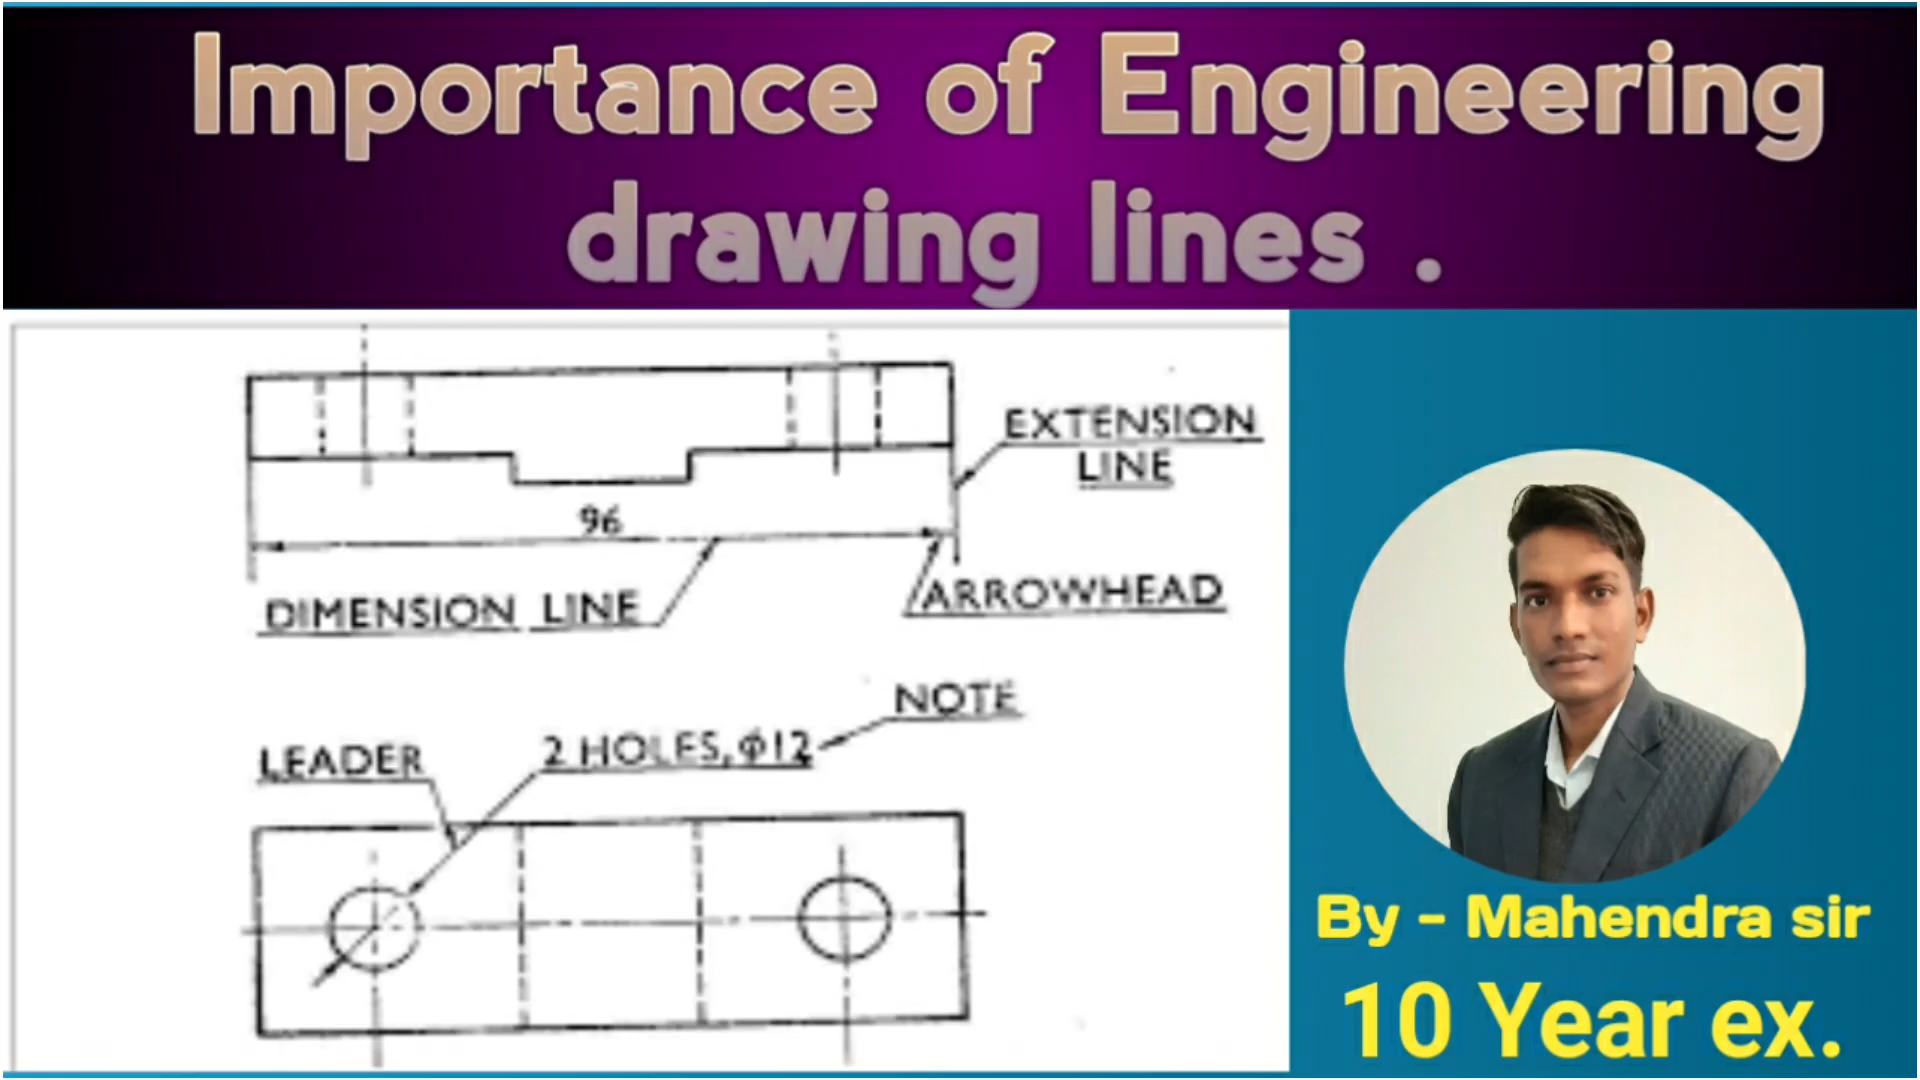 Importance of Engineering
drawing lines .
EXTENSION
LINE
96
DIMENSION LINE
ARROWHEAD
NOTE
LEADER
2 HOLES, ϕ12
By - Mahendra sir
10 Year ex.